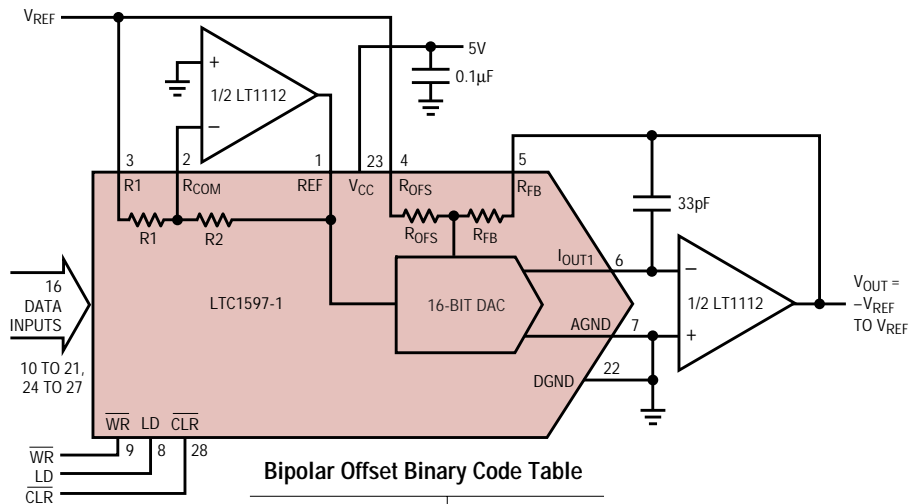 VREF
5V
0.1µF
+
1/2 LT1112
–
3
2
1
23
4
5
R1
RCOM
REF
VCC
ROFS
RFB
33pF
R1
R2
ROFS
RFB
IOUT1
6
–
16
DATA
INPUTS
LTC1597-1
16-BIT DAC
1/2 LT1112
VOUT =
–VREF
TO VREF
AGND
7
+
10 TO 21,
24 TO 27
DGND
22
WR LD CLR
WR
9
8
28
LD
CLR
Bipolar Offset Binary Code Table